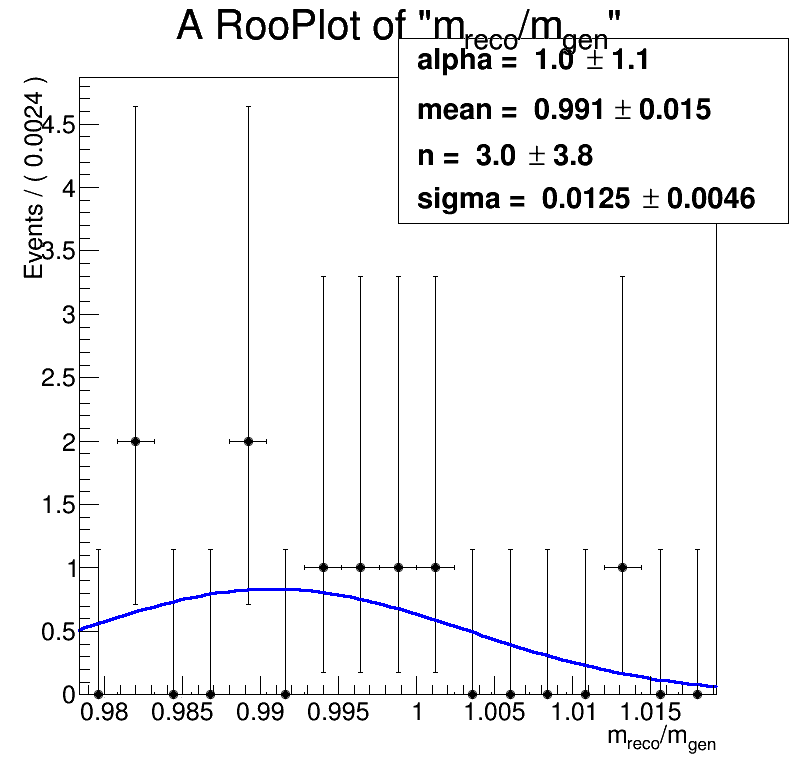 A RooPlot of "m_reco/m_gen"
alpha = 1.0 ± 1.1
mean = 0.991 ± 0.015
n = 3.0 ± 3.8
sigma = 0.0125 ± 0.0046
Events / ( 0.0024 )
4.5
4
3.5
3
2.5
2
1.5
1
0.5
0
0.98 0.985 0.99 0.995 1 1.005 1.01 1.015
m_reco/m_gen